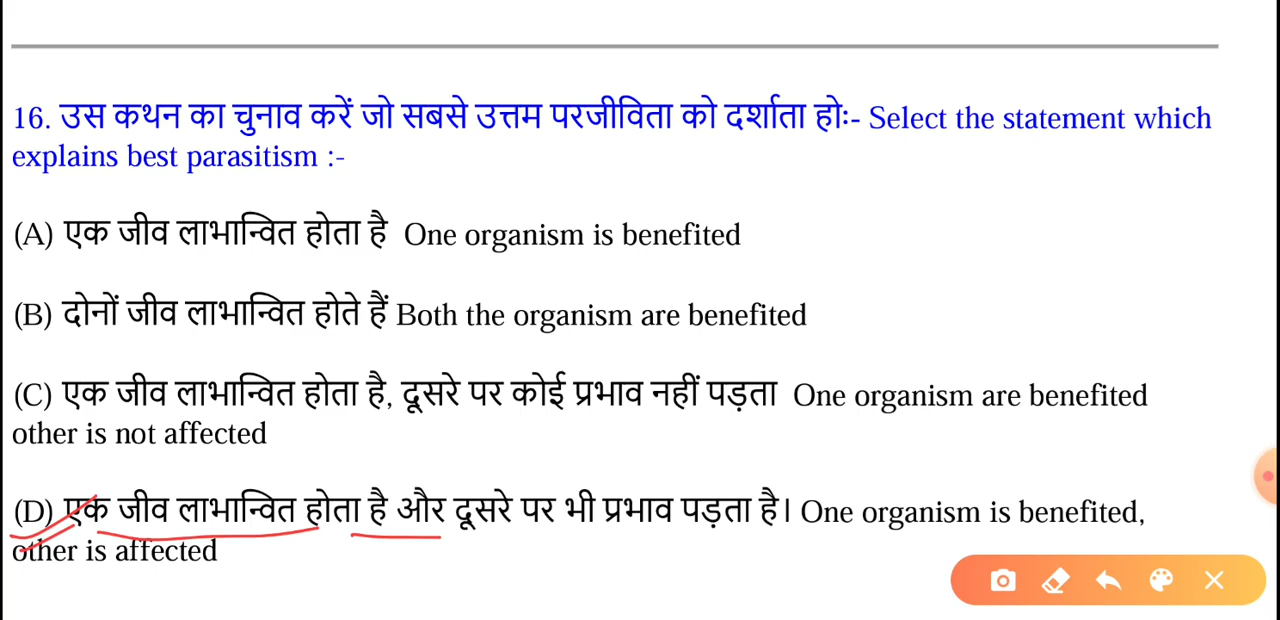 16. उस कथन का चुनाव करें जो सबसे उत्तम परजीविता को दर्शाता होः- Select the statement which
explains best parasitism :-
(A) एक जीव लाभान्वित होता है One organism is benefited
(B) दोनों जीव लाभान्वित होते हैं Both the organism are benefited
(C) एक जीव लाभान्वित होता है, दूसरे पर कोई प्रभाव नहीं पड़ता One organism are benefited
other is not affected
(D) एक जीव लाभान्वित होता है और दूसरे पर भी प्रभाव पड़ता है। One organism is benefited,
other is affected